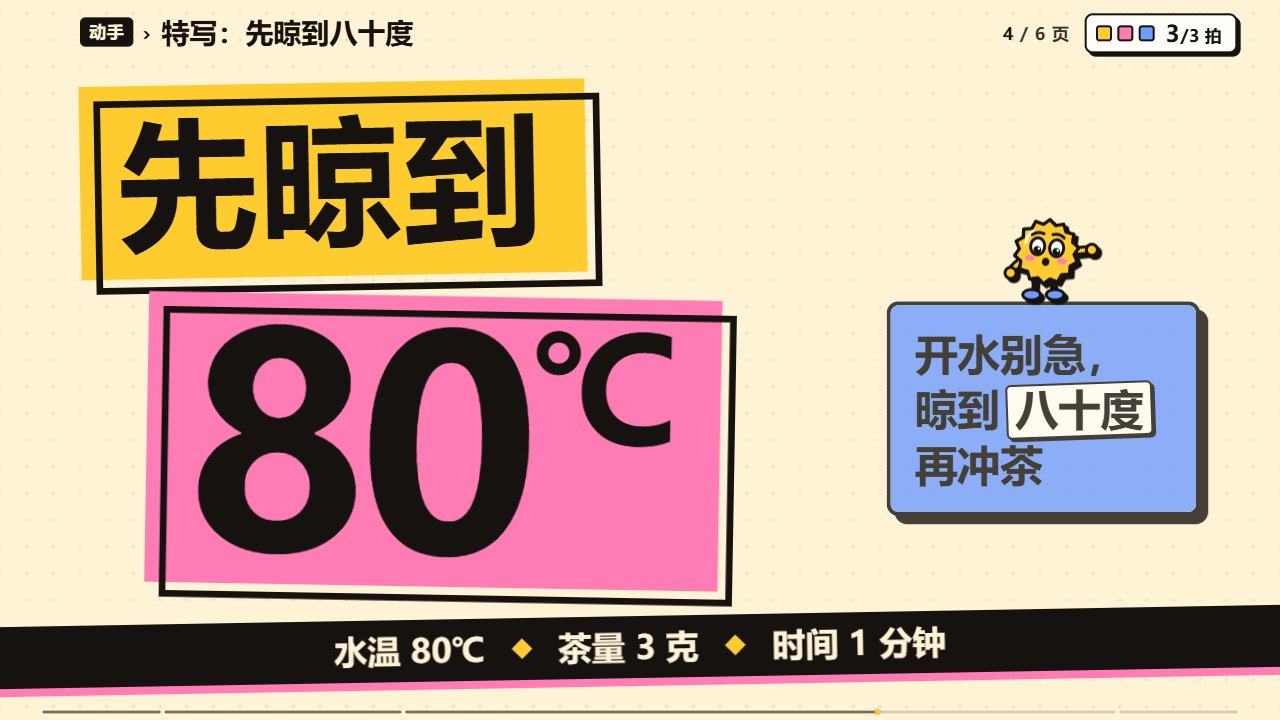 动手 › 特写：先晾到八十度
4 / 6 页
3/3 拍
先晾到
80℃
开水别急，
晾到 八十度
再冲茶
水温 80℃ ◆ 茶量 3 克 ◆ 时间 1 分钟